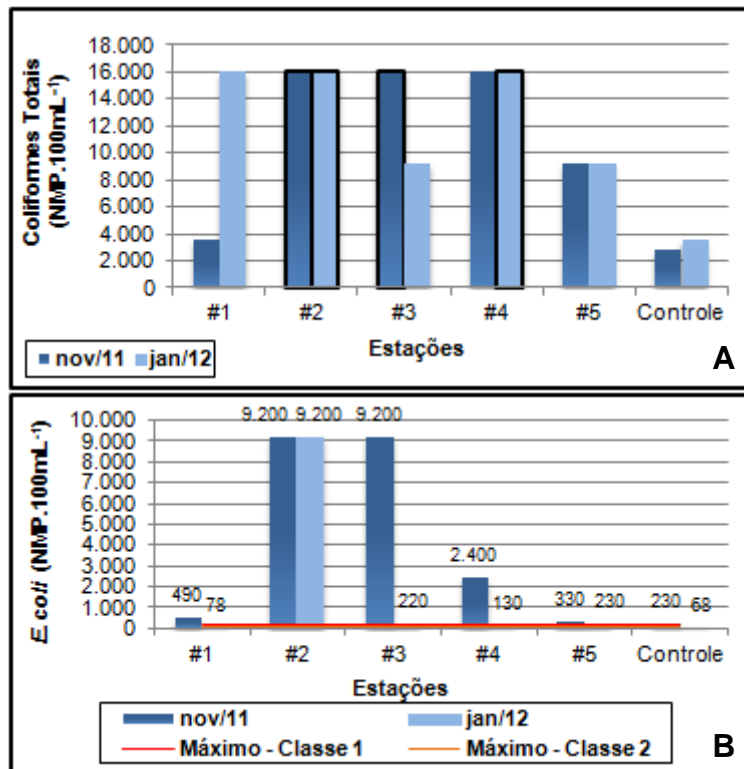 Coliformes Totais
(NMP.100mL⁻¹)
18.000
16.000
14.000
12.000
10.000
8.000
6.000
4.000
2.000
0
#1 #2 #3 #4 #5 Controle
Estações
nov/11 jan/12
A
E.coli (NMP.100mL⁻¹)
10.000
9.000
8.000
7.000
6.000
5.000
4.000
3.000
2.000
1.000
0
490 78 9.200 9.200 9.200 220 2.400 130 330 230 230 68
#1 #2 #3 #4 #5 Controle
Estações
nov/11 jan/12
Máximo - Classe 1 Máximo - Classe 2
B